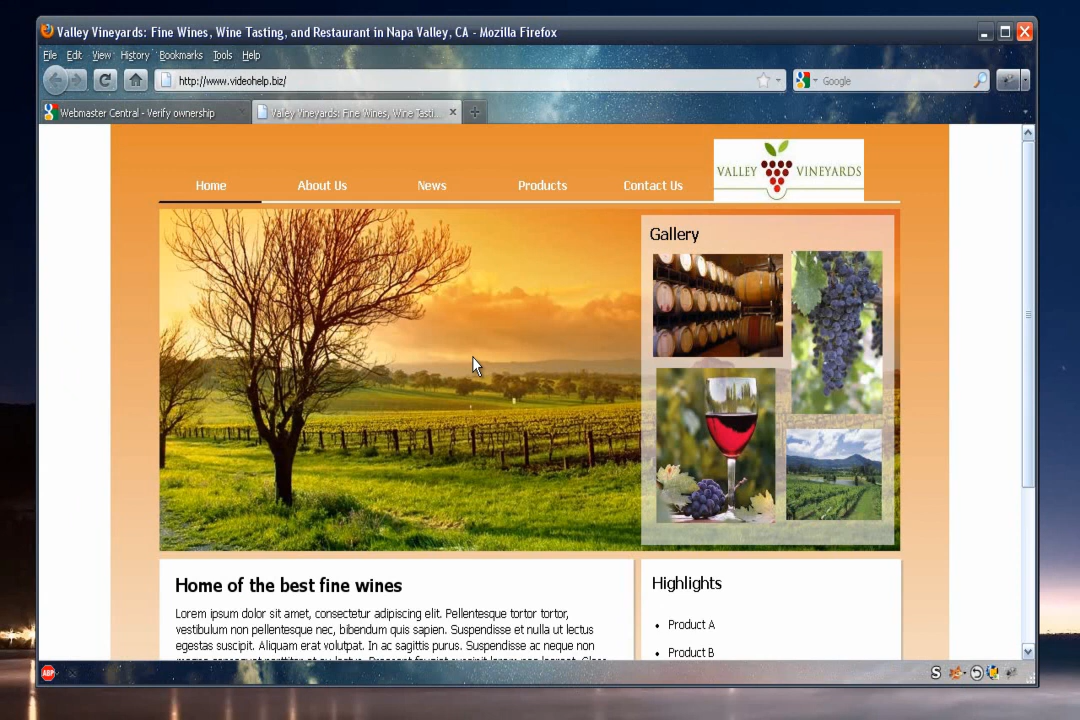 Valley Vineyards: Fine Wines, Wine Tasting, and Restaurant in Napa Valley, CA - Mozilla Firefox
File Edit View History Bookmarks Tools Help
http://www.videohelp.biz/
Google
Webmaster Central - Verify ownership
Valley Vineyards: Fine Wines, Wine Tasti...
VALLEY VINEYARDS
Home About Us News Products Contact Us
Gallery
Home of the best fine wines
Lorem ipsum dolor sit amet, consectetur adipiscing elit. Pellentesque tortor tortor,
vestibulum non pellentesque nec, bibendum quis sapien. Suspendisse et nulla ut lectus
egestas suscipit. Aliquam erat volutpat. In ac sagittis purus. Suspendisse ac neque non
Highlights
• Product A
• Product B
ABP
S